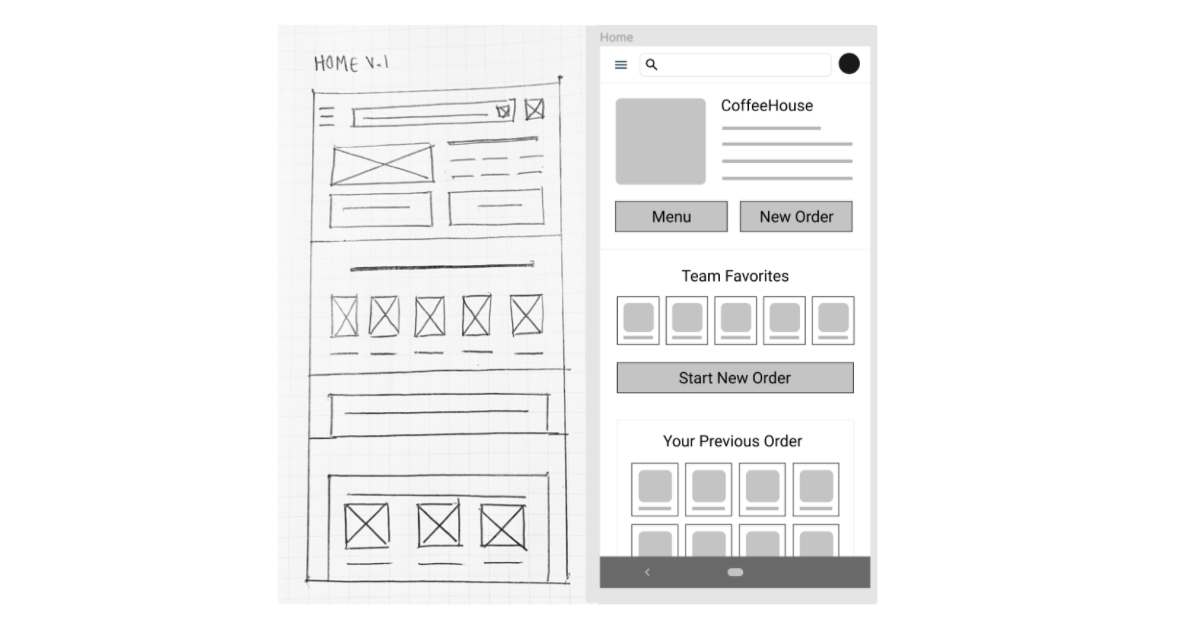 HOME V.1
Home
CoffeeHouse
Menu
New Order
Team Favorites
Start New Order
Your Previous Order